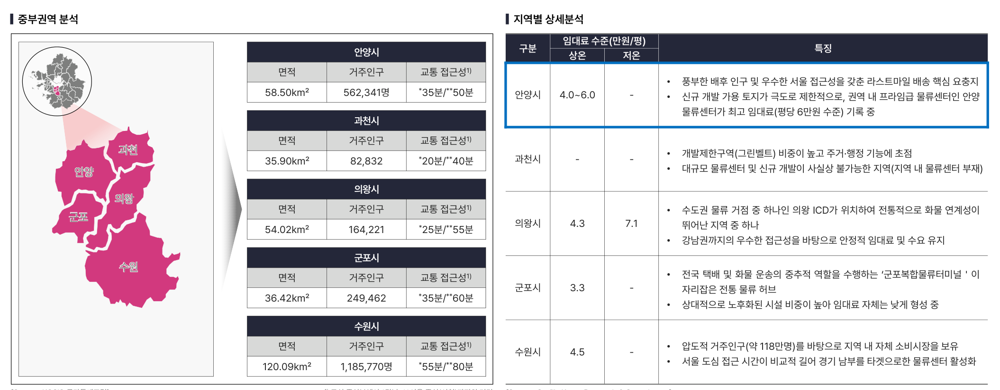 중부권역 분석
과천
안양
의왕
군포
수원
안양시
면적 거주인구 교통 접근성1)
58.50km² 562,341명 *35분/**50분
과천시
면적 거주인구 교통 접근성1)
35.90km² 82,832 *20분/**40분
의왕시
면적 거주인구 교통 접근성1)
54.02km² 164,221 *25분/**55분
군포시
면적 거주인구 교통 접근성1)
36.42km² 249,462 *35분/**60분
수원시
면적 거주인구 교통 접근성1)
120.09km² 1,185,770명 *55분/**80분
지역별 상세분석
구분 임대료 수준(만원/평) 특징
상온 저온
안양시 4.0~6.0 -
• 풍부한 배후 인구 및 우수한 서울 접근성을 갖춘 라스트마일 배송 핵심 요충지
• 신규 개발 가용 토지가 극도로 제한적으로, 권역 내 프라임급 물류센터인 안양
물류센터가 최고 임대료(평당 6만원 수준) 기록 중
과천시 - -
• 개발제한구역(그린벨트) 비중이 높고 주거·행정 기능에 초점
• 대규모 물류센터 및 신규 개발이 사실상 불가능한 지역(지역 내 물류센터 부재)
의왕시 4.3 7.1
• 수도권 물류 거점 중 하나인 의왕 ICD가 위치하여 전통적으로 화물 연계성이
뛰어난 지역 중 하나
• 강남권까지의 우수한 접근성을 바탕으로 안정적 임대료 및 수요 유지
군포시 3.3 -
• 전국 택배 및 화물 운송의 중추적 역할을 수행하는 ‘군포복합물류터미널 ' 이
자리잡은 전통 물류 허브
• 상대적으로 노후화된 시설 비중이 높아 임대료 자체는 낮게 형성 중
수원시 4.5 -
• 압도적 거주인구(약 118만명)를 바탕으로 지역 내 자체 소비시장을 보유
• 서울 도심 접근 시간이 비교적 길어 경기 남부를 타겟으로한 물류센터 활성화